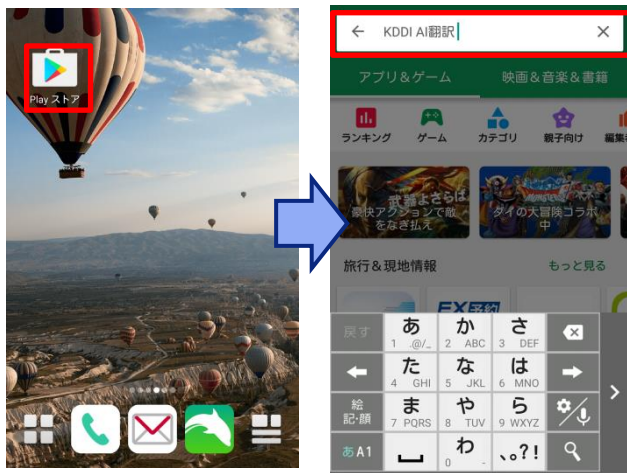 Play ストア
KDDI AI翻訳
アプリ&ゲーム
映画&音楽&書籍
ランキング
ゲーム
カテゴリ
親子向け
編集
武器よさらば
豪快アクションで敵
をなぎ払え
ダイの大冒険コラボ
中
旅行&現地情報
もっと見る
EX予約
戻す
あ
1 .@/_
か
2 ABC
さ
3 DEF
た
4 GHI
な
5 JKL
は
6 MNO
絵
記・顔
ま
7 PQRS
や
8 TUV
ら
9 WXYZ
あA1
わ
0 -
、。?!